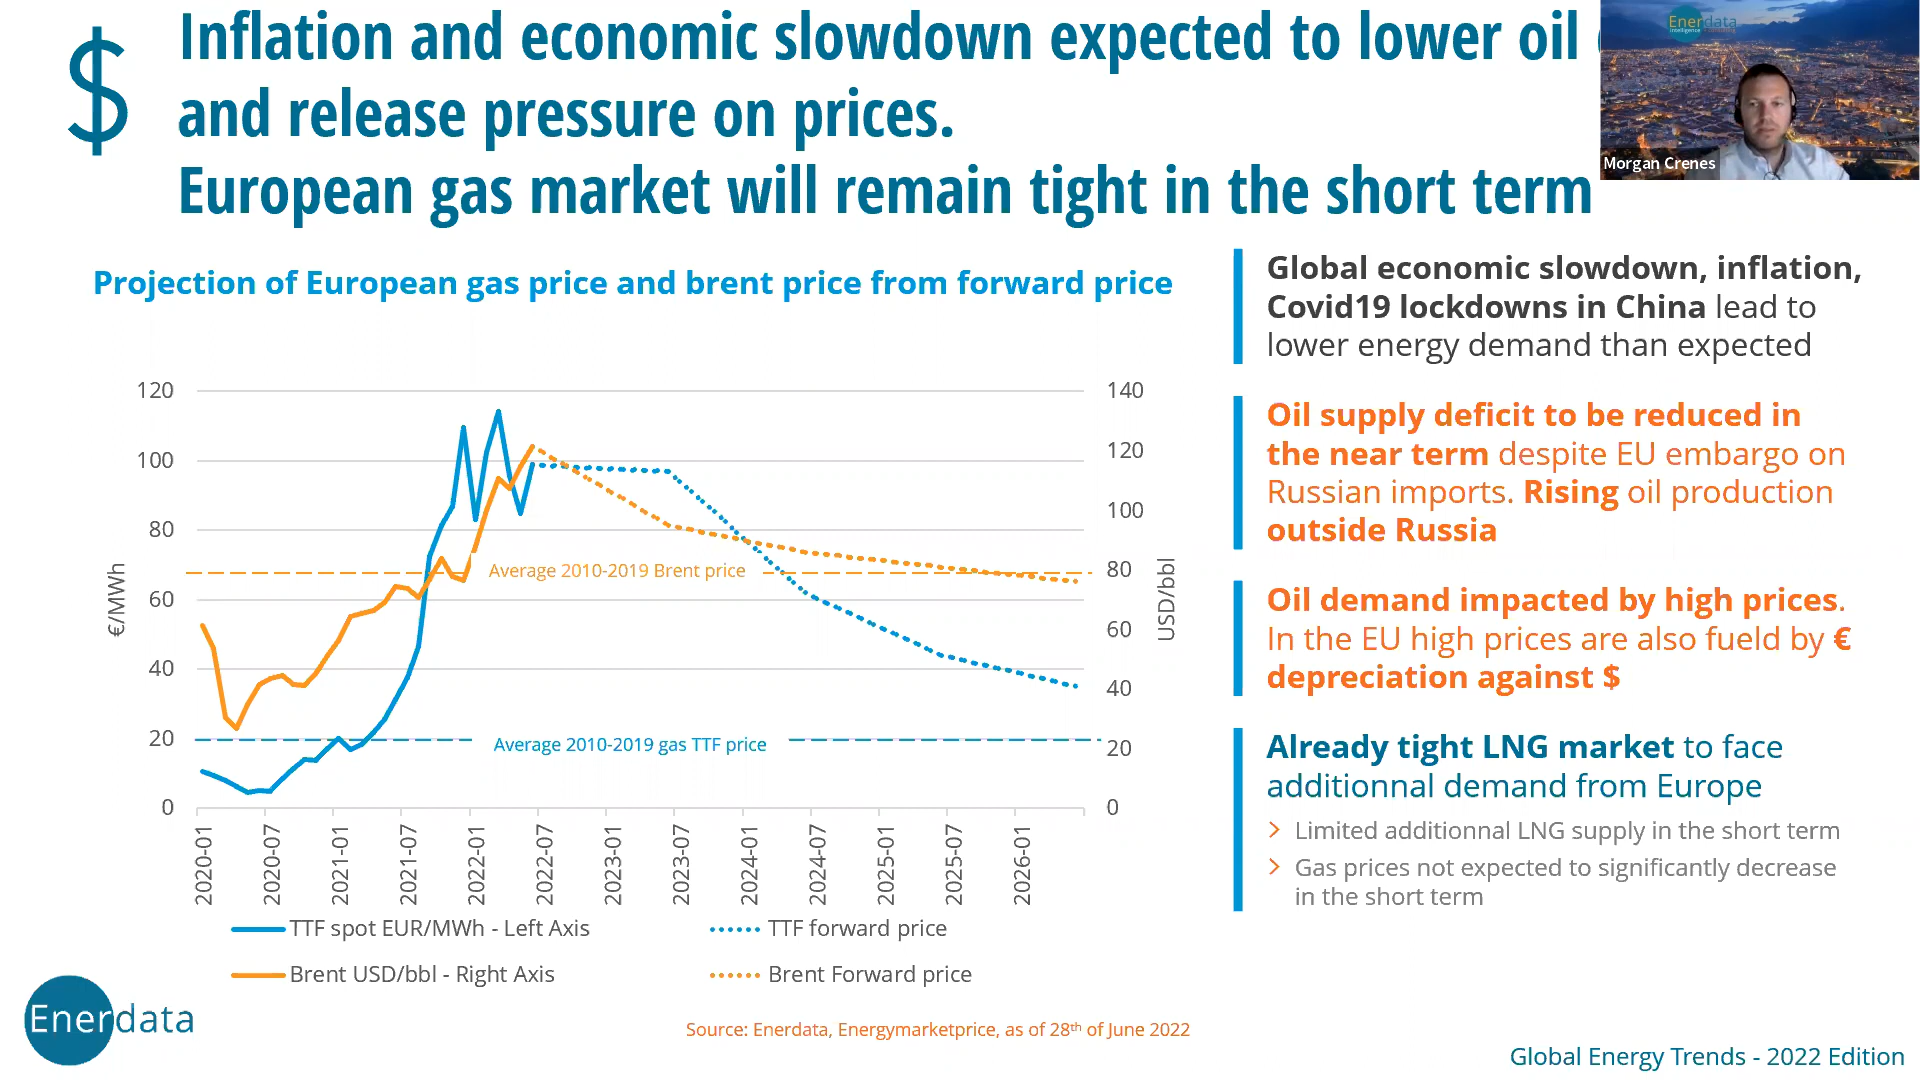 $
Inflation and economic slowdown expected to lower oil
and release pressure on prices.
European gas market will remain tight in the short term
Enerdata
Morgan Crenes
Projection of European gas price and brent price from forward price
Global economic slowdown, inflation,
Covid19 lockdowns in China lead to
lower energy demand than expected
Oil supply deficit to be reduced in
the near term despite EU embargo on
Russian imports. Rising oil production
outside Russia
Oil demand impacted by high prices.
In the EU high prices are also fueld by €
depreciation against $
Already tight LNG market to face
additionnal demand from Europe
Limited additionnal LNG supply in the short term
Gas prices not expected to significantly decrease
in the short term
€/MWh
120
100
80
60
40
20
0
USD/bbl
140
120
100
80
60
40
20
0
Average 2010-2019 Brent price
Average 2010-2019 gas TTF price
2020-01
2020-07
2021-01
2021-07
2022-01
2022-07
2023-01
2023-07
2024-01
2024-07
2025-01
2025-07
2026-01
TTF spot EUR/MWh - Left Axis
TTF forward price
Brent USD/bbl - Right Axis
Brent Forward price
Enerdata
Source: Enerdata, Energymarketprice, as of 28th of June 2022
Global Energy Trends - 2022 Edition